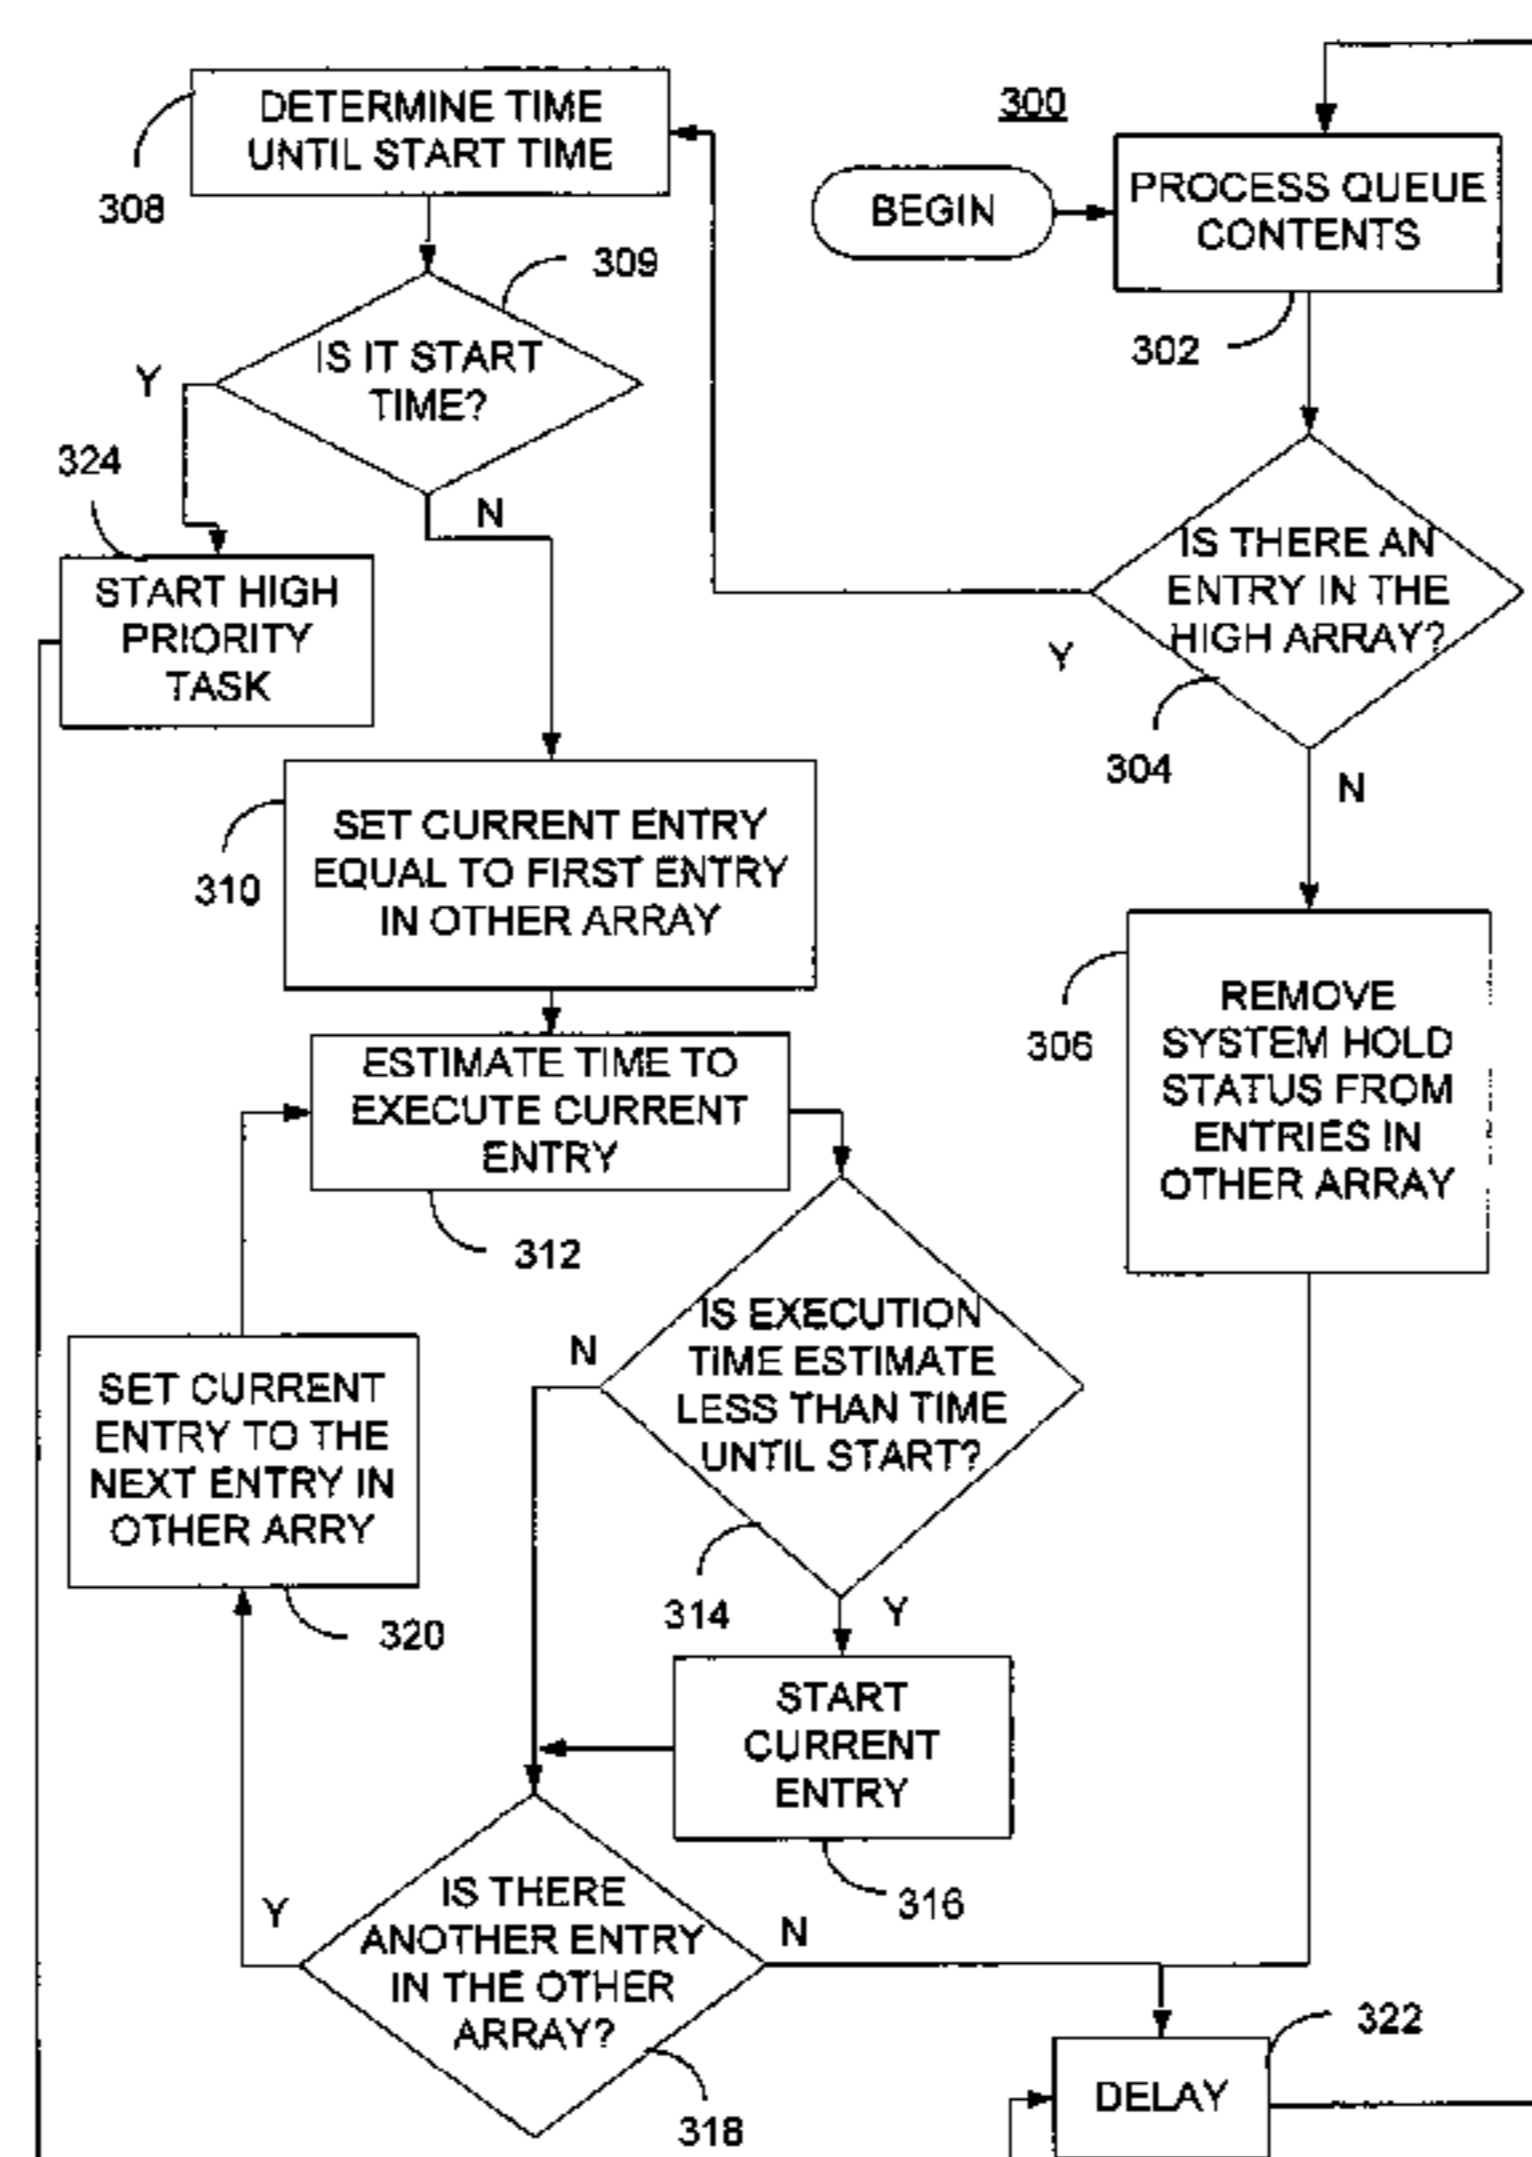 300
BEGIN
PROCESS QUEUE
CONTENTS
302
DETERMINE TIME
UNTIL START TIME
308
309
IS IT START
TIME?
Y
N
324
START HIGH
PRIORITY
TASK
IS THERE AN
ENTRY IN THE
HIGH ARRAY?
Y
304
N
SET CURRENT ENTRY
EQUAL TO FIRST ENTRY
IN OTHER ARRAY
310
REMOVE
SYSTEM HOLD
STATUS FROM
ENTRIES IN
OTHER ARRAY
306
ESTIMATE TIME TO
EXECUTE CURRENT
ENTRY
312
IS EXECUTION
TIME ESTIMATE
LESS THAN TIME
UNTIL START?
N
314
Y
SET CURRENT
ENTRY TO THE
NEXT ENTRY IN
OTHER ARRY
320
START
CURRENT
ENTRY
316
IS THERE
ANOTHER ENTRY
IN THE OTHER
ARRAY?
Y
N
318
322
DELAY